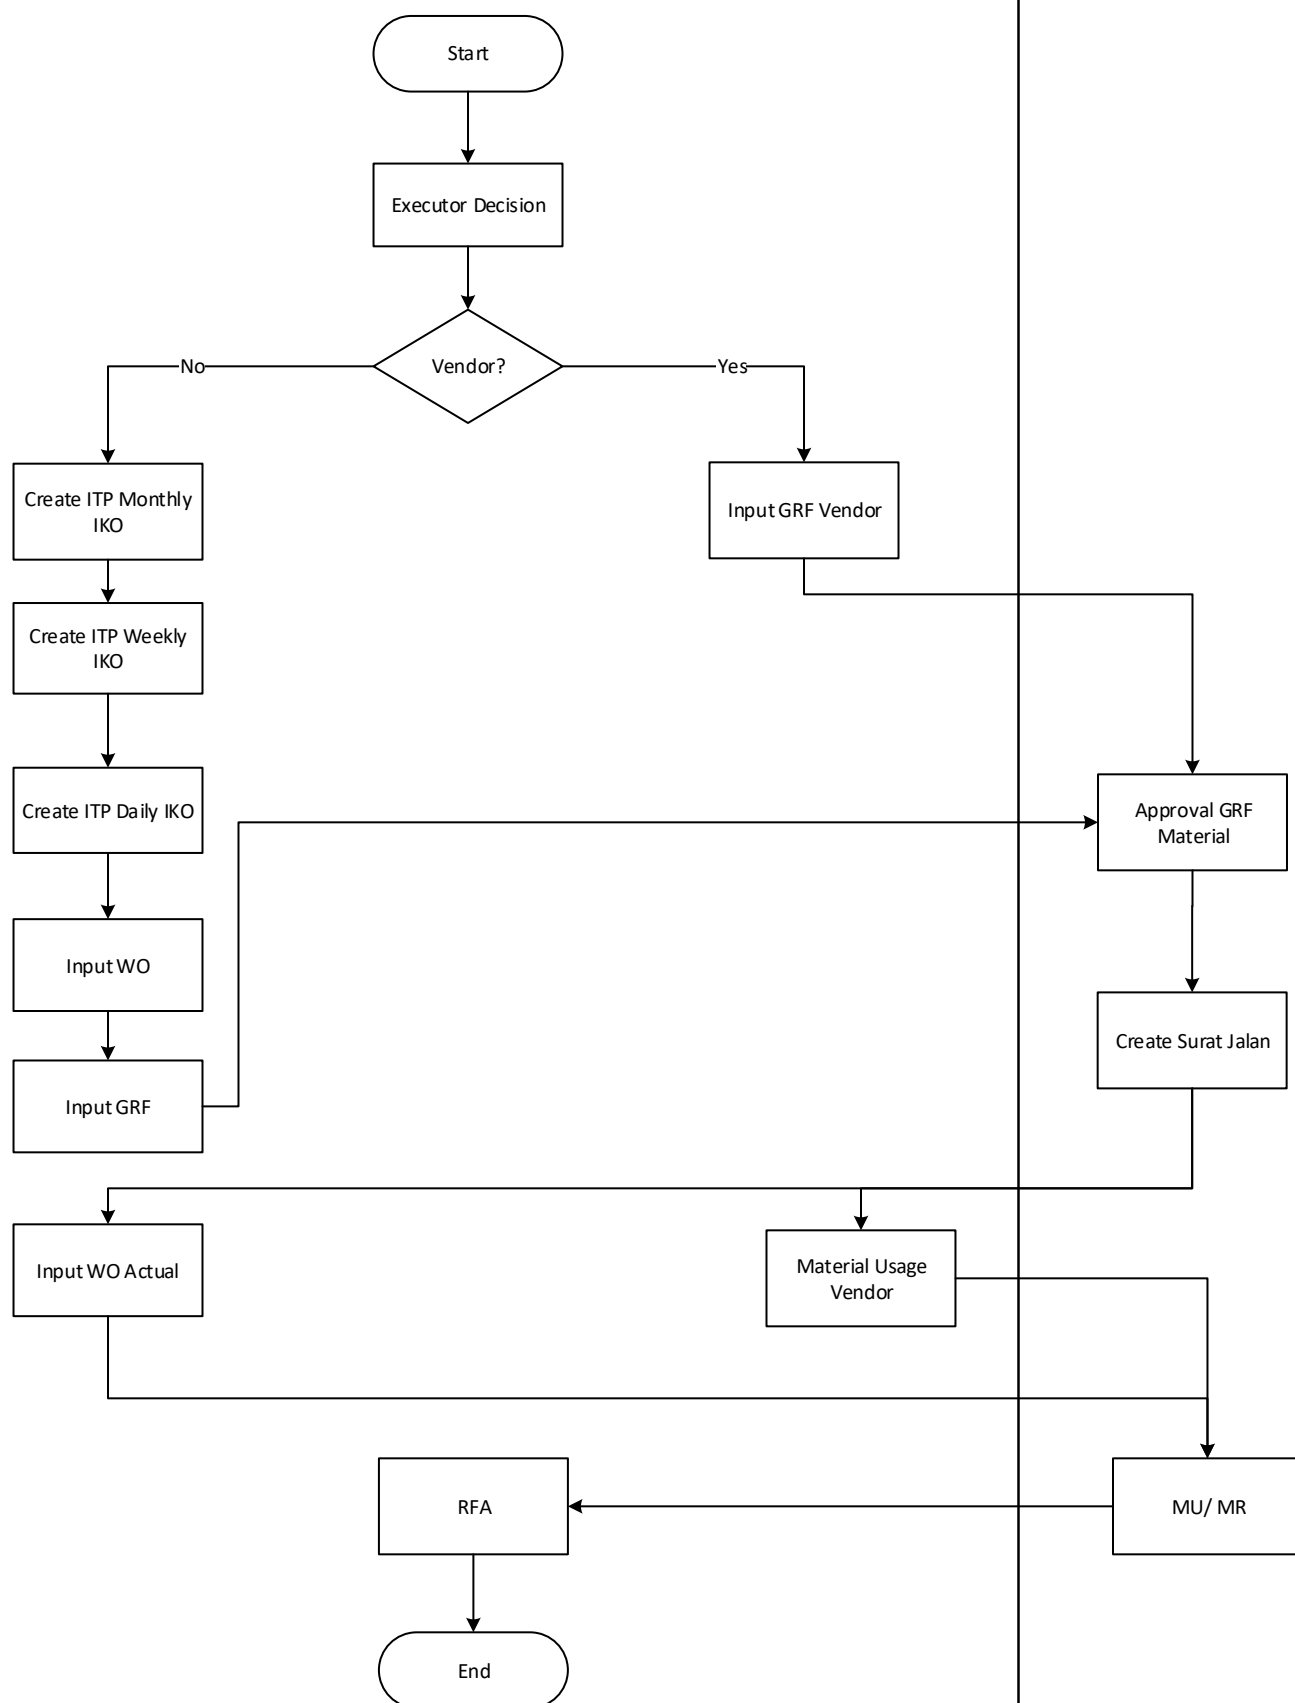 Start
Executor Decision
Vendor?
No
Yes
Create ITP Monthly
IKO
Input GRF Vendor
Create ITP Weekly
IKO
Create ITP Daily IKO
Approval GRF
Material
Input WO
Create Surat Jalan
Input GRF
Input WO Actual
Material Usage
Vendor
RFA
MU/ MR
End